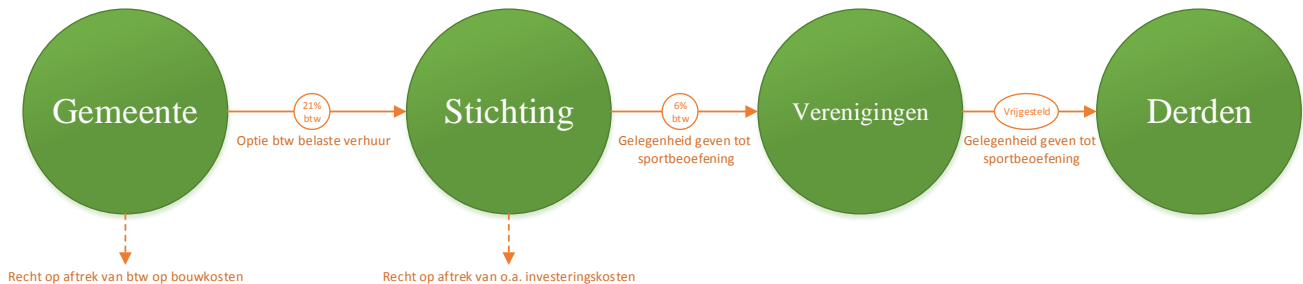 Gemeente
21%
btw
Optie btw belaste verhuur
Stichting
6%
btw
Gelegenheid geven tot
sportbeoefening
Verenigingen
Vrijgesteld
Gelegenheid geven tot
sportbeoefening
Derden
Recht op aftrek van btw op bouwkosten
Recht op aftrek van o.a. investeringskosten